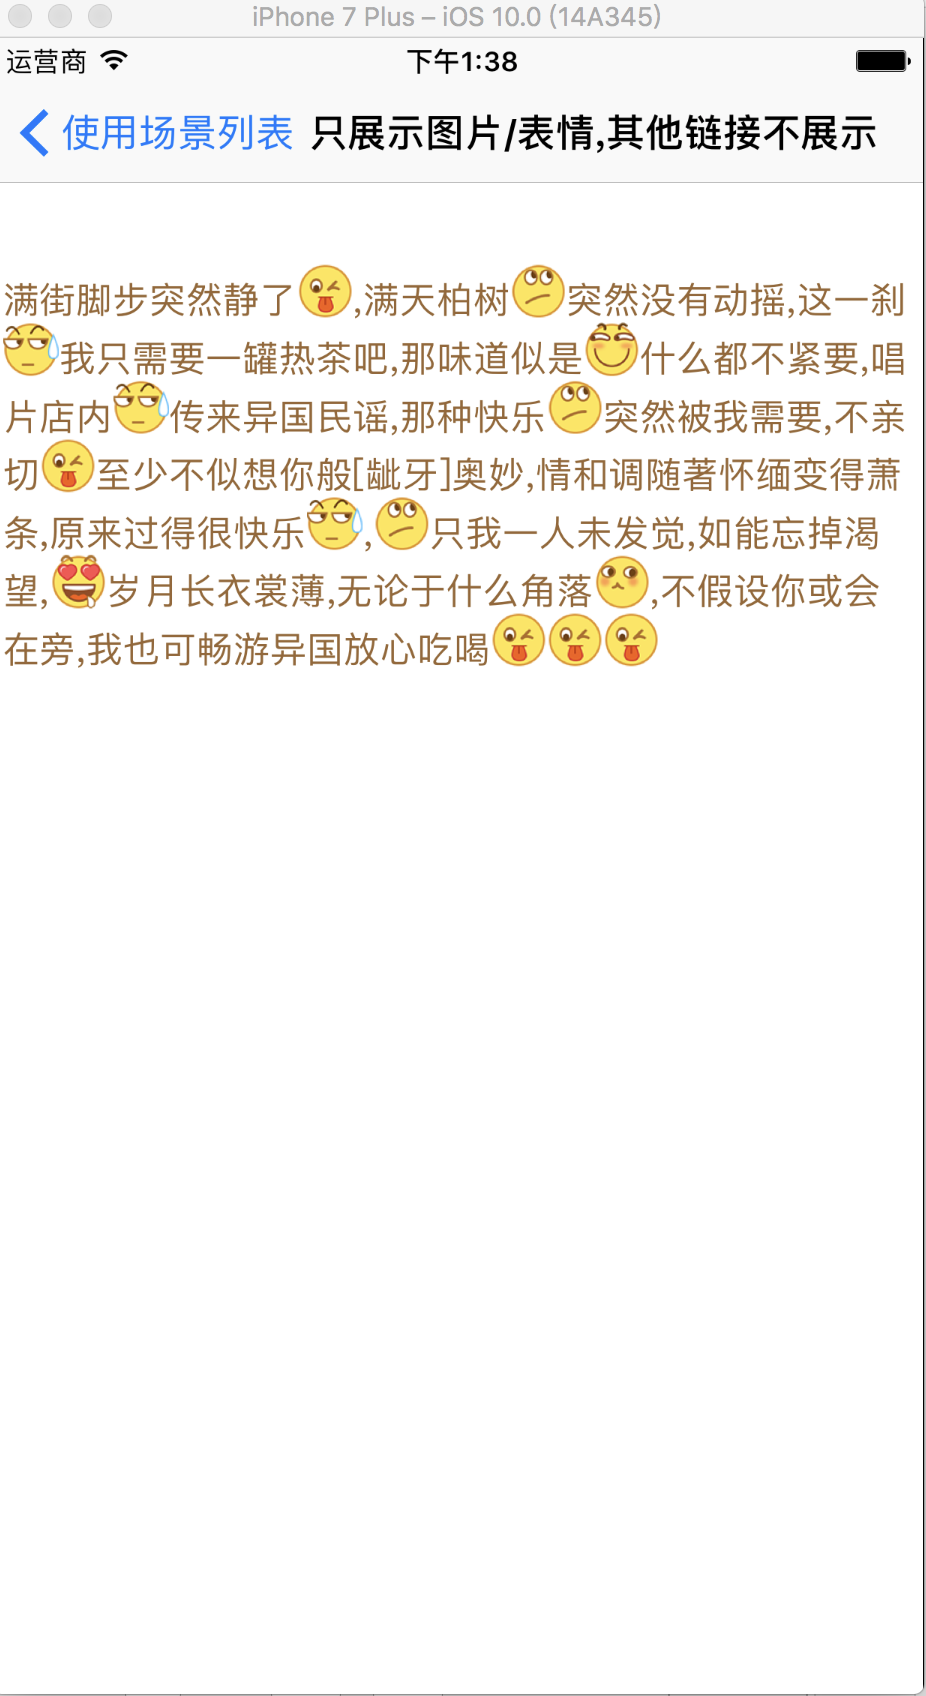 iPhone 7 Plus – iOS 10.0 (14A345)
运营商 下午1:38
使用场景列表 只展示图片/表情,其他链接不展示
满街脚步突然静了,满天柏树突然没有动摇,这一刹
我只需要一罐热茶吧,那味道似是什么都不紧要,唱
片店内传来异国民谣,那种快乐突然被我需要,不亲
切至少不似想你般[龇牙]奥妙,情和调随著怀缅变得萧
条,原来过得很快乐,只我一人未发觉,如能忘掉渴
望,岁月长衣裳薄,无论于什么角落,不假设你或会
在旁,我也可畅游异国放心吃喝